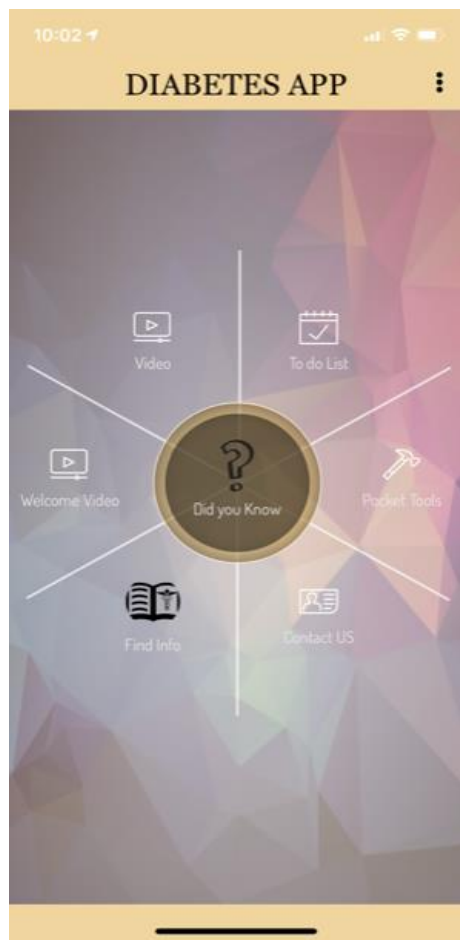 10:02
DIABETES APP
Video
To do List
Welcome Video
?
Did you Know
Pocket Tools
Find Info
Contact US